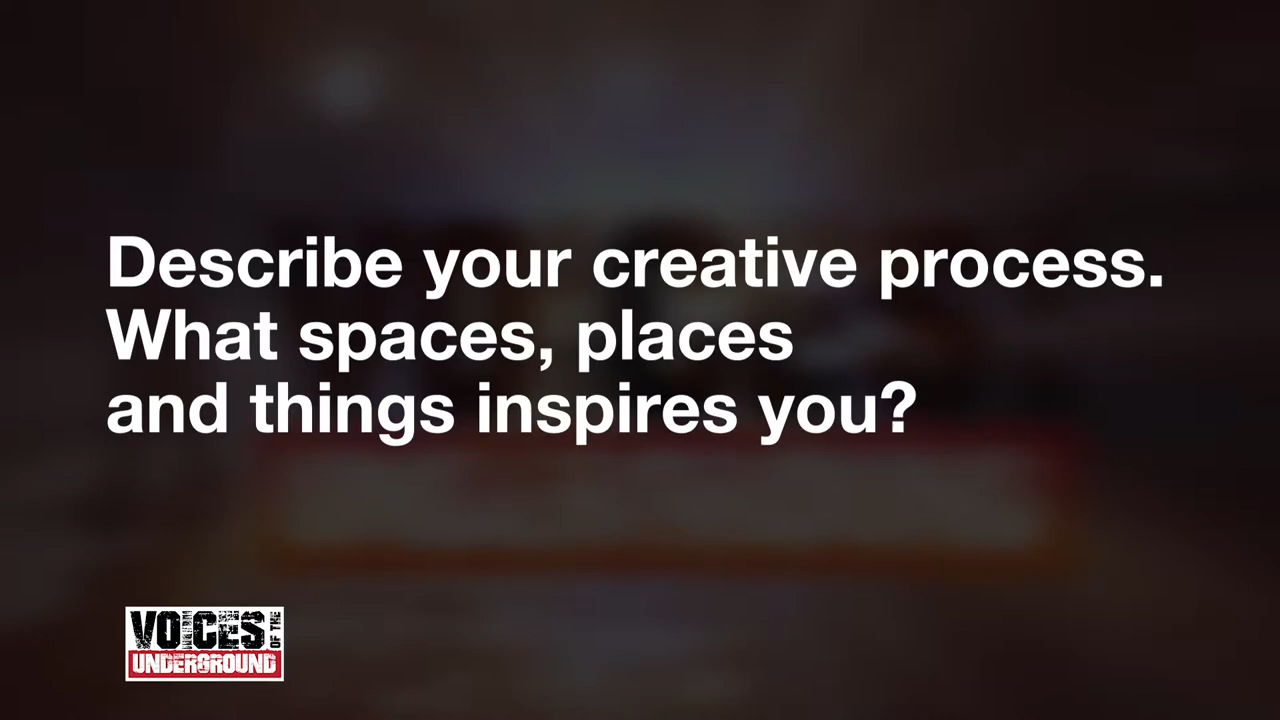 Describe your creative process.
What spaces, places
and things inspires you?
VOICES OF THE
UNDERGROUND